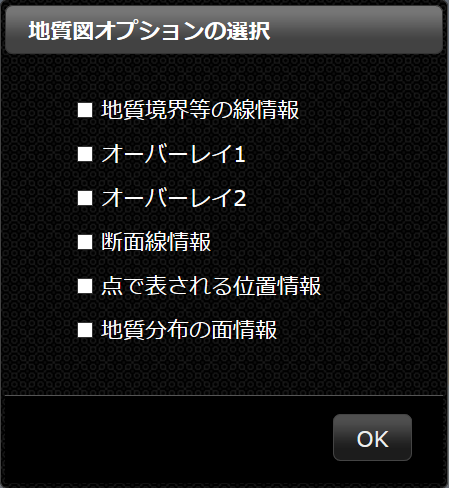 地質図オプションの選択
地質境界等の線情報
オーバーレイ1
オーバーレイ2
断面線情報
点で表される位置情報
地質分布の面情報
OK